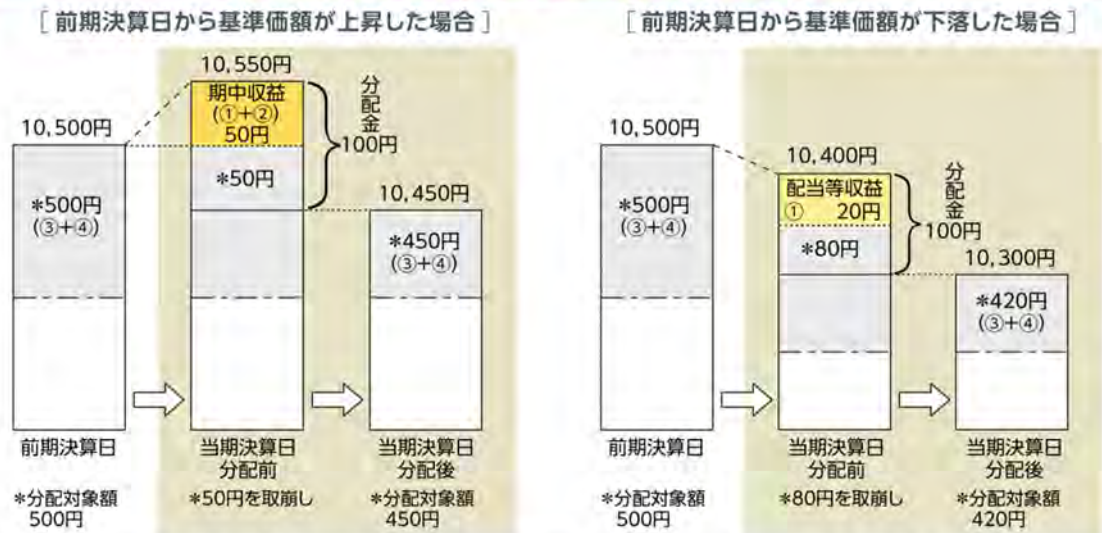 [ 前期決算日から基準価額が上昇した場合 ]
10,500円
*500円
(③+④)
前期決算日
*分配対象額
500円
10,550円
期中収益
(①+②)
50円
*50円
分配金
100円
当期決算日
分配前
*50円を取崩し
10,450円
*450円
(③+④)
当期決算日
分配後
*分配対象額
450円
[ 前期決算日から基準価額が下落した場合 ]
10,500円
*500円
(③+④)
前期決算日
*分配対象額
500円
10,400円
配当等収益
① 20円
*80円
分配金
100円
当期決算日
分配前
*80円を取崩し
10,300円
*420円
(③+④)
当期決算日
分配後
*分配対象額
420円